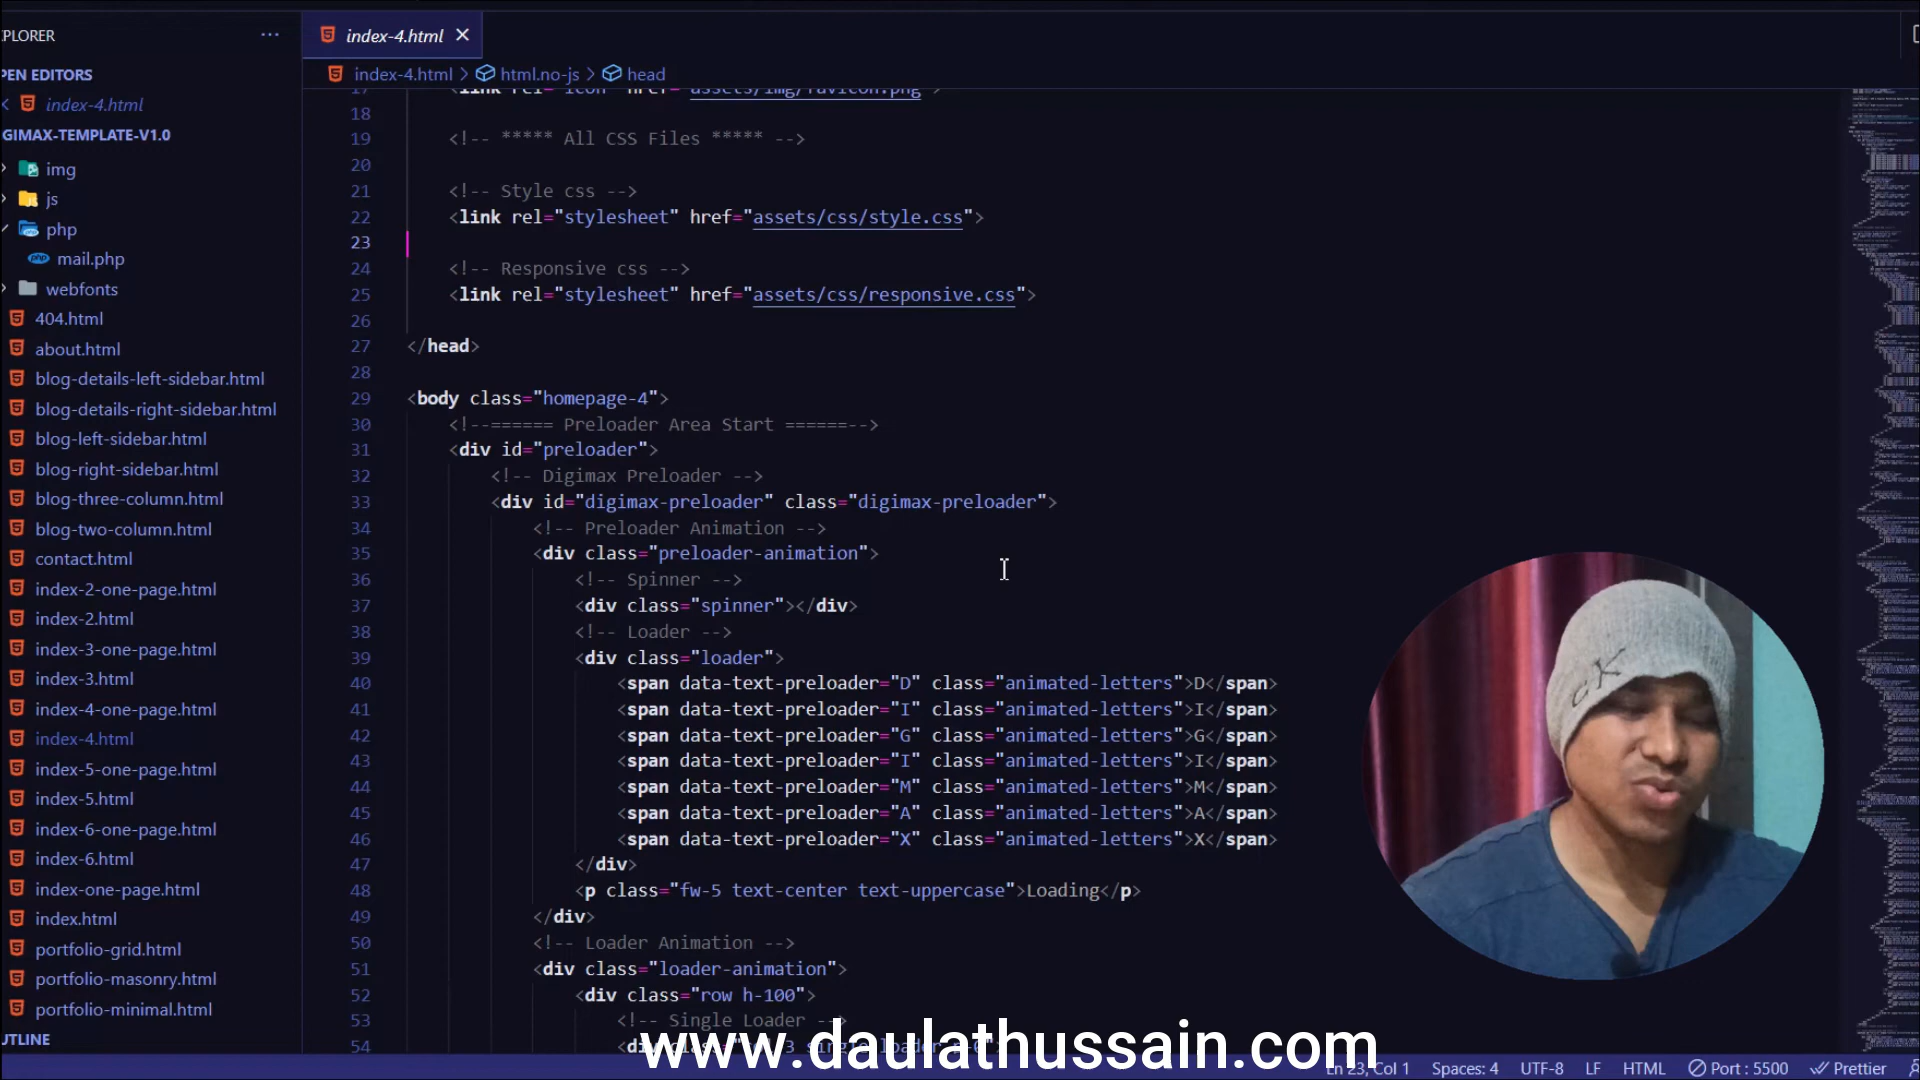 PLORER
index-4.html
index-4.html > html.no-js > head
PEN EDITORS
index-4.html
GIMAX-TEMPLATE-V1.0
img
js
php
mail.php
webfonts
404.html
about.html
blog-details-left-sidebar.html
blog-details-right-sidebar.html
blog-left-sidebar.html
blog-right-sidebar.html
blog-three-column.html
blog-two-column.html
contact.html
index-2-one-page.html
index-2.html
index-3-one-page.html
index-3.html
index-4-one-page.html
index-4.html
index-5-one-page.html
index-5.html
index-6-one-page.html
index-6.html
index-one-page.html
index.html
portfolio-grid.html
portfolio-masonry.html
portfolio-minimal.html
UTLINE
17 <link rel="icon" href="assets/img/favicon.png">
18
19 <!-- ***** All CSS Files ***** -->
20
21 <!-- Style css -->
22 <link rel="stylesheet" href="assets/css/style.css">
23
24 <!-- Responsive css -->
25 <link rel="stylesheet" href="assets/css/responsive.css">
26
27 </head>
28
29 <body class="homepage-4">
30 <!--====== Preloader Area Start ======-->
31 <div id="preloader">
32 <!-- Digimax Preloader -->
33 <div id="digimax-preloader" class="digimax-preloader">
34 <!-- Preloader Animation -->
35 <div class="preloader-animation">
36 <!-- Spinner -->
37 <div class="spinner"></div>
38 <!-- Loader -->
39 <div class="loader">
40 <span data-text-preloader="D" class="animated-letters">D</span>
41 <span data-text-preloader="I" class="animated-letters">I</span>
42 <span data-text-preloader="G" class="animated-letters">G</span>
43 <span data-text-preloader="I" class="animated-letters">I</span>
44 <span data-text-preloader="M" class="animated-letters">M</span>
45 <span data-text-preloader="A" class="animated-letters">A</span>
46 <span data-text-preloader="X" class="animated-letters">X</span>
47 </div>
48 <p class="fw-5 text-center text-uppercase">Loading</p>
49 </div>
50 <!-- Loader Animation -->
51 <div class="loader-animation">
52 <div class="row h-100">
53 <!-- Single Loader -->
54
www.daulathussain.com
Ln 23, Col 1 Spaces: 4 UTF-8 LF HTML Port : 5500 Prettier